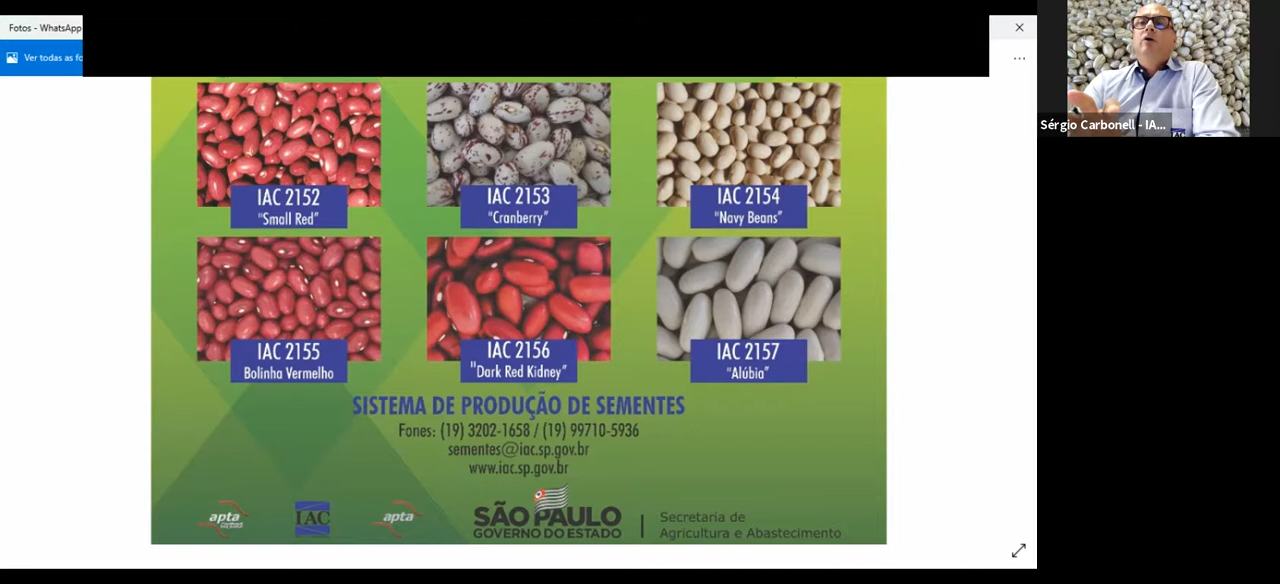 Fotos - WhatsApp
Ver todas as fo
Sérgio Carbonell - IA...
IAC
IAC 2152
"Small Red"
IAC 2153
"Cranberry"
IAC 2154
"Navy Beans"
IAC 2155
Bolinha Vermelho
IAC 2156
"Dark Red Kidney"
IAC 2157
"Alúbia"
SISTEMA DE PRODUÇÃO DE SEMENTES
Fones: (19) 3202-1658 / (19) 99710-5936
sementes@iac.sp.gov.br
www.iac.sp.gov.br
apta
IAC
apta
SÃO PAULO
GOVERNO DO ESTADO
Secretaria de
Agricultura e Abastecimento